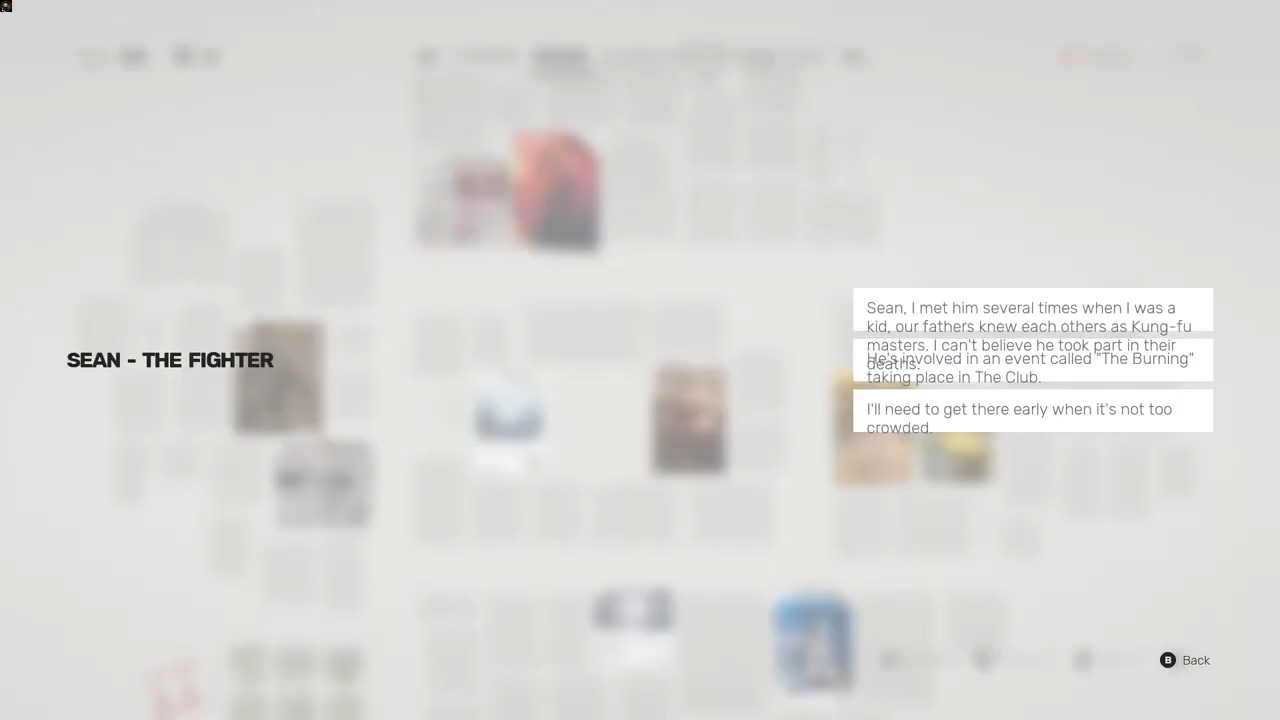 SEAN - THE FIGHTER
Sean, I met him several times when I was a
kid, our fathers knew each others as Kung-fu
masters. I can't believe he took part in their
deaths.
He's involved in an event called "The Burning"
taking place in The Club.
I'll need to get there early when it's not too
crowded.
B Back